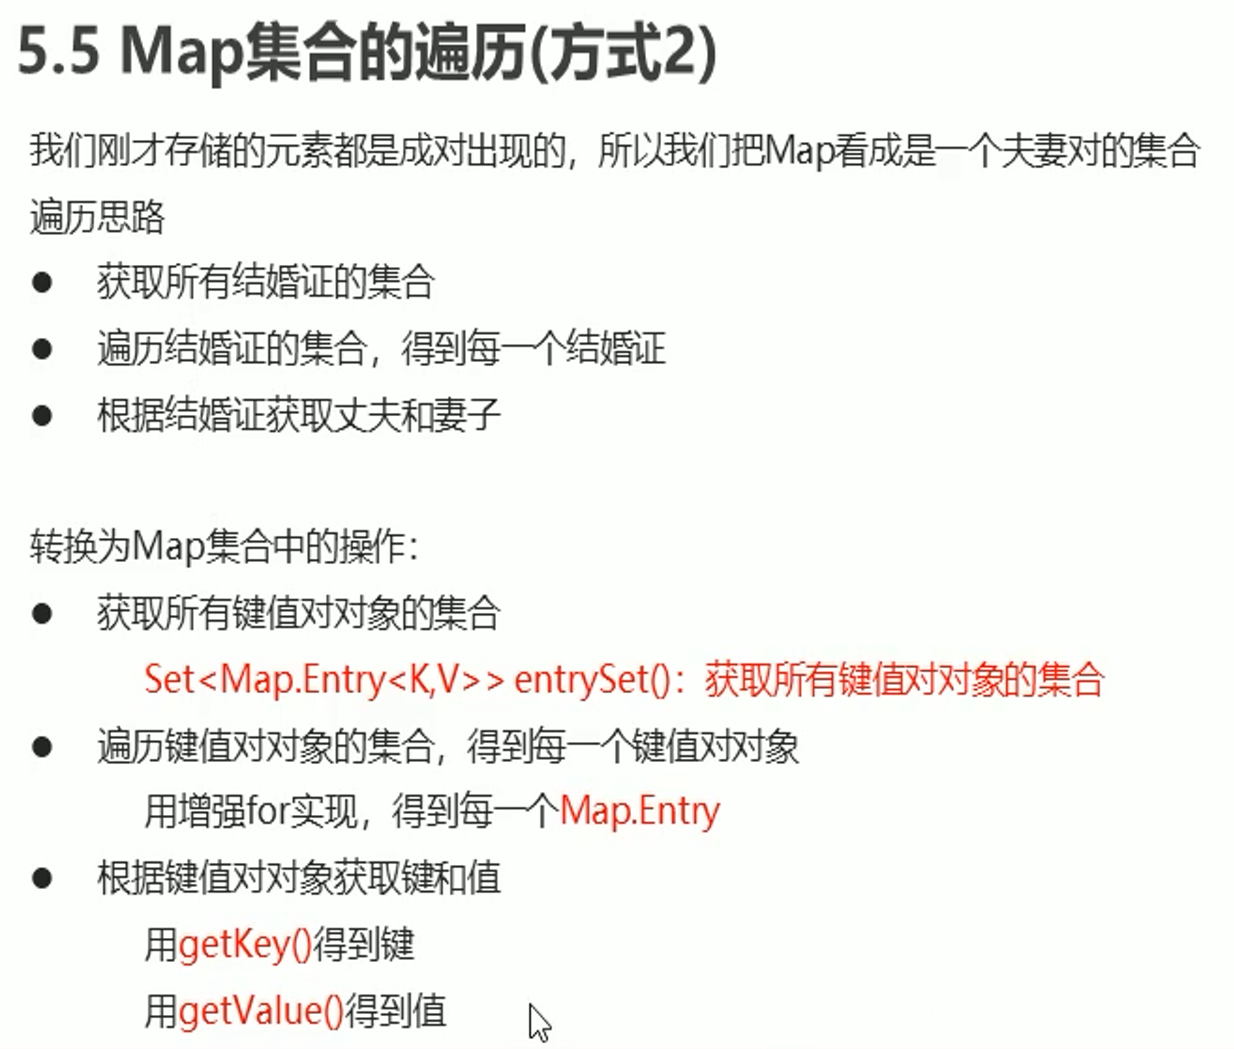 5.5 Map集合的遍历(方式2)
我们刚才存储的元素都是成对出现的，所以我们把Map看成是一个夫妻对的集合
遍历思路
● 获取所有结婚证的集合
● 遍历结婚证的集合，得到每一个结婚证
● 根据结婚证获取丈夫和妻子
转换为Map集合中的操作：
● 获取所有键值对对象的集合
Set<Map.Entry<K,V>> entrySet()：获取所有键值对对象的集合
● 遍历键值对对象的集合，得到每一个键值对对象
用增强for实现，得到每一个Map.Entry
● 根据键值对对象获取键和值
用getKey()得到键
用getValue()得到值